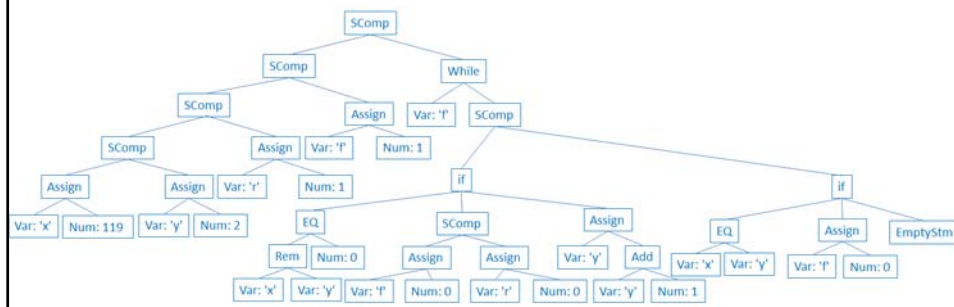 SComp
SComp While
SComp Assign Var: 'f' SComp
SComp Assign Var: 'f' Num: 1
Assign Assign Var: 'r' Num: 1 if if
Var: 'x' Num: 119 Var: 'y' Num: 2 EQ SComp Assign EQ Assign EmptyStm
Rem Num: 0 Assign Assign Var: 'y' Add Var: 'x' Var: 'y' Var: 'f' Num: 0
Var: 'x' Var: 'y' Var: 'f' Num: 0 Var: 'r' Num: 0 Var: 'y' Num: 1